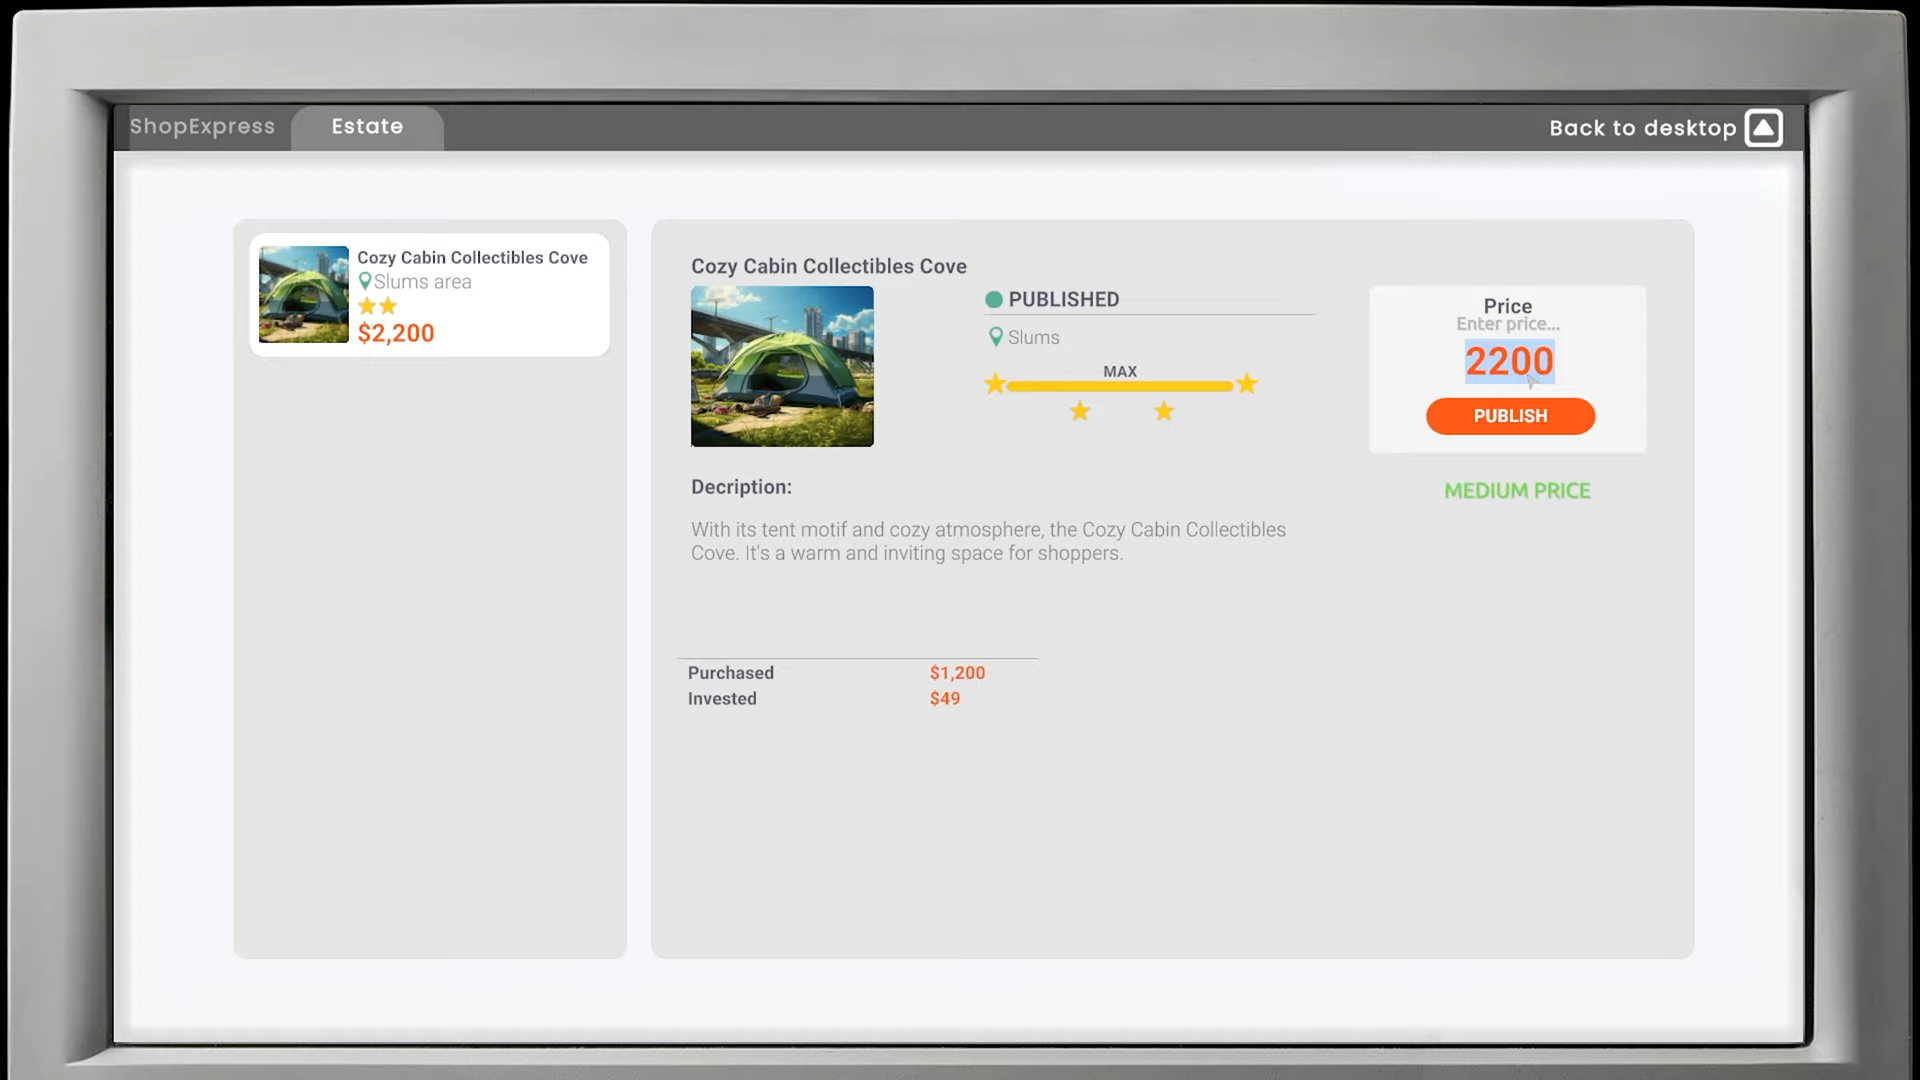 ShopExpress
Estate
Back to desktop
Cozy Cabin Collectibles Cove
Slums area
$2,200
Cozy Cabin Collectibles Cove
PUBLISHED
Slums
MAX
Price
Enter price...
2200
PUBLISH
MEDIUM PRICE
Decription:
With its tent motif and cozy atmosphere, the Cozy Cabin Collectibles
Cove. It's a warm and inviting space for shoppers.
Purchased $1,200
Invested $49